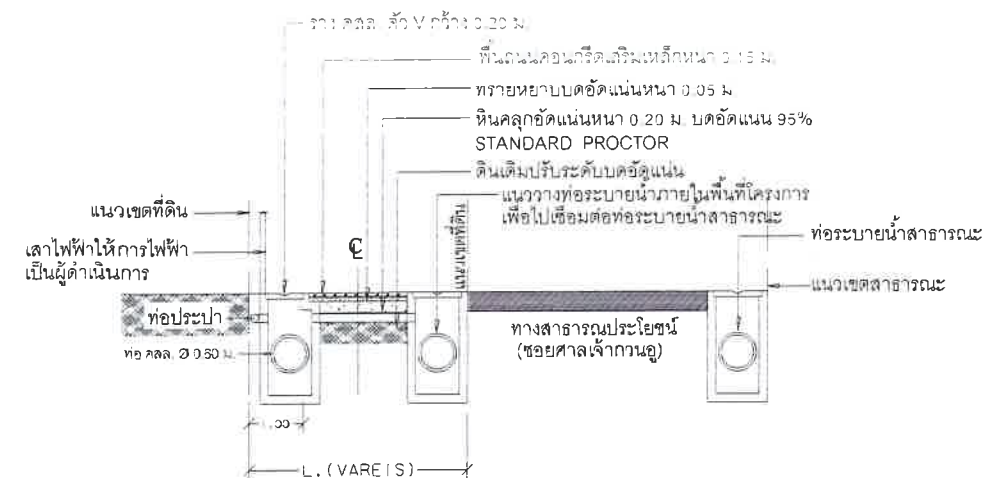 ราง คสล. ตัว V กว้าง 0.20 ม.
พื้นถนนคอนกรีตเสริมเหล็กหนา 0.15 ม.
ทรายหยาบบดอัดแน่นหนา 0.05 ม.
หินคลุกอัดแน่นหนา 0.20 ม. บดอัดแนน 95%
STANDARD PROCTOR
ดินเดิมปรับระดับบดอัดแน่น
แนววางท่อระบายน้ำภายในพื้นที่โครงการ
เพื่อไปเชื่อมต่อท่อระบายน้ำสาธารณะ
แนวเขตที่ดิน
เสาไฟฟ้าให้การไฟฟ้า
เป็นผู้ดำเนินการ
แนวเขตที่ดิน
ท่อระบายน้ำสาธารณะ
แนวเขตสาธารณะ
ท่อประปา
ท่อ คสล. Ø 0.60 ม.
ทางสาธารณประโยชน์
(ซอยศาลเจ้ากวนอู)
1.00
L.(VAREIS)